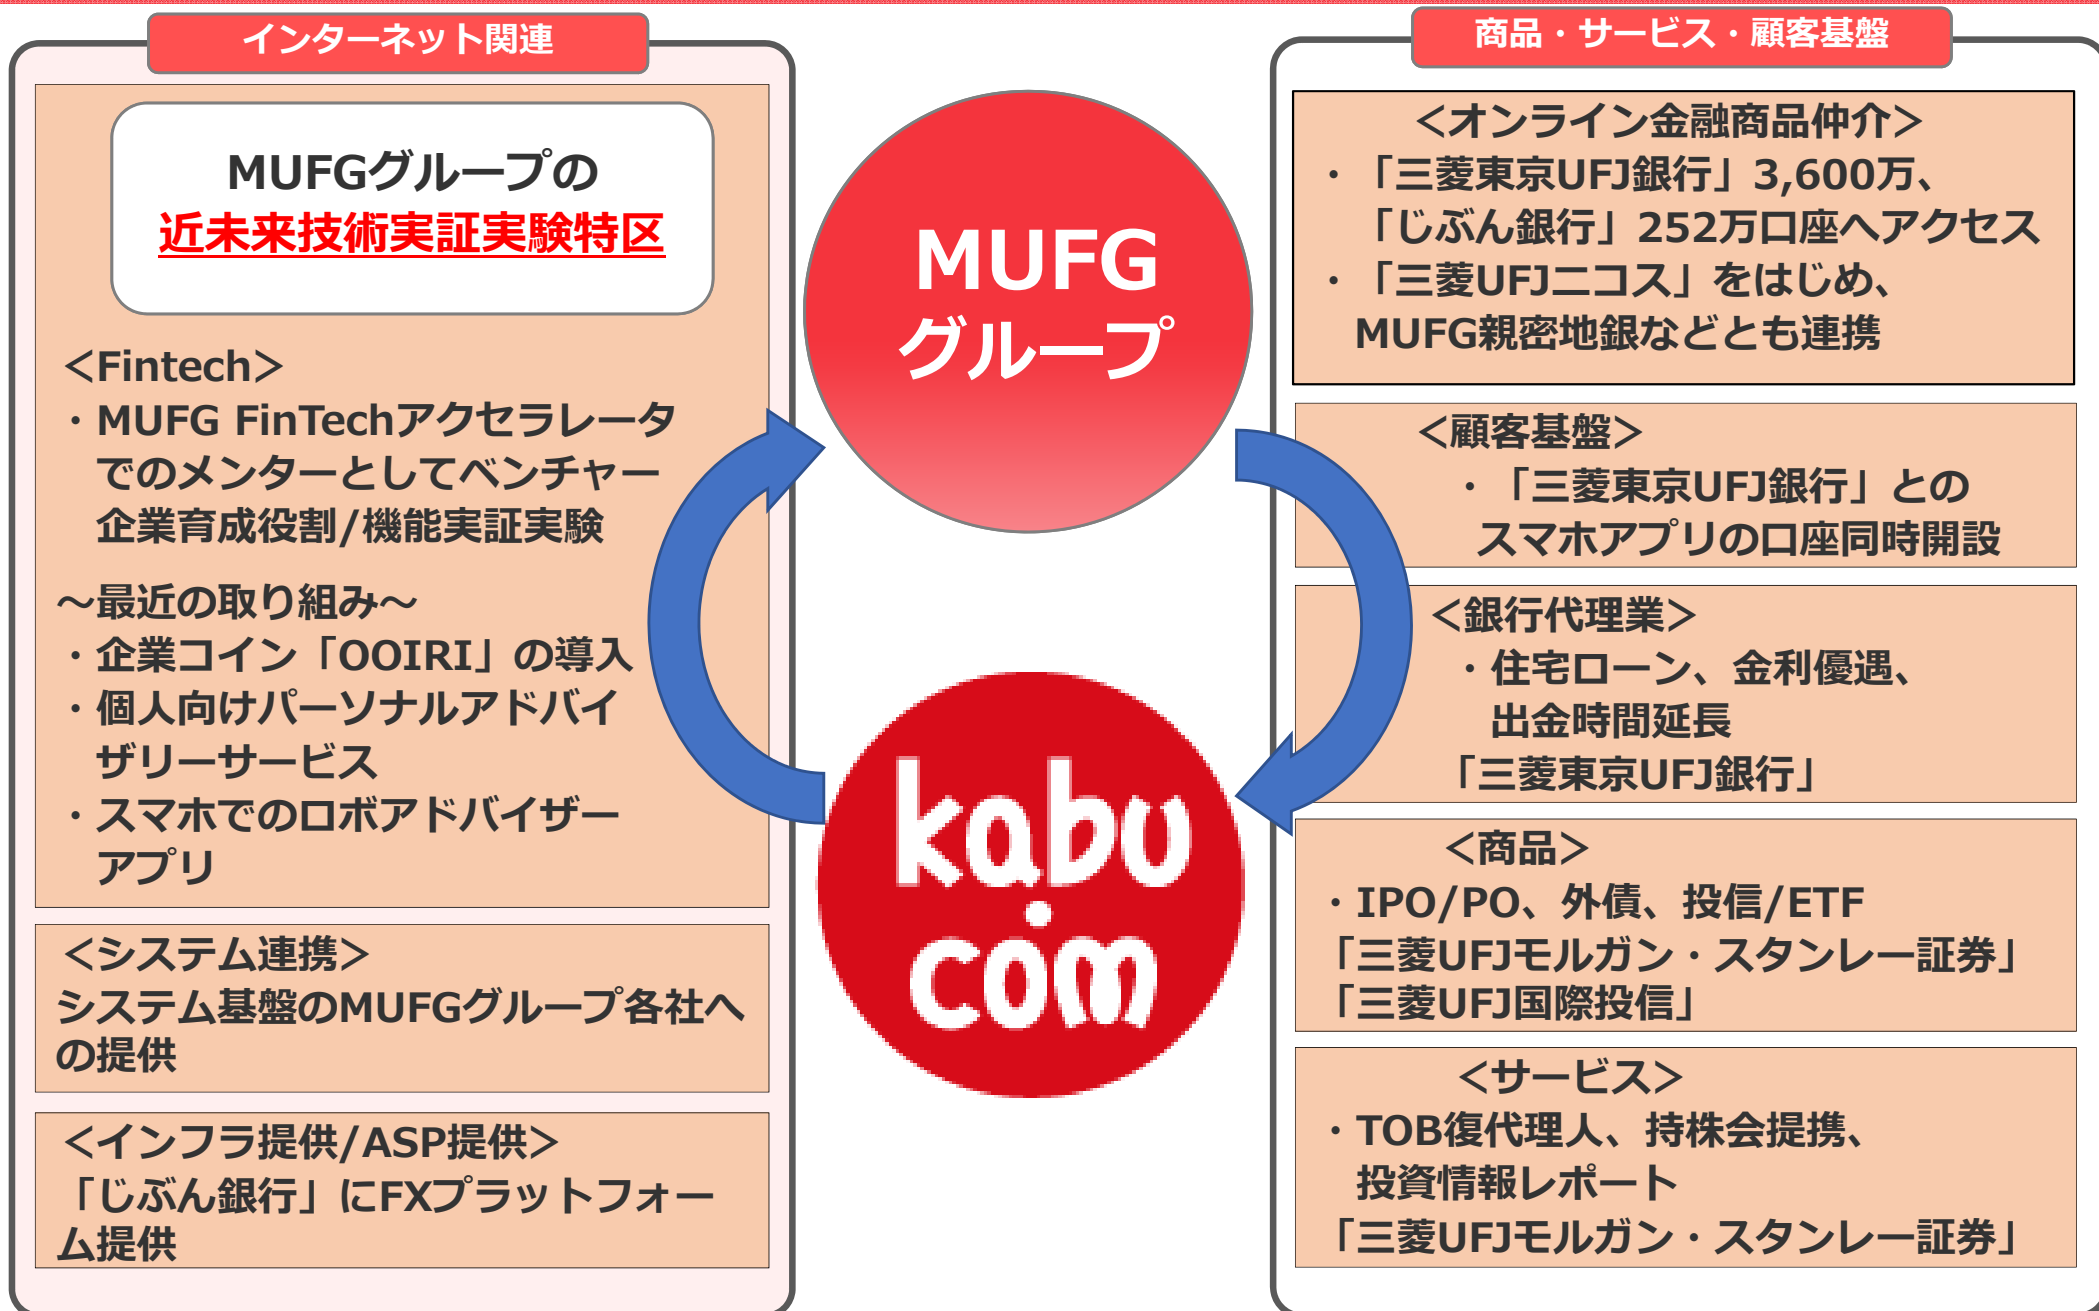 インターネット関連
MUFGグループの
近未来技術実証実験特区
＜Fintech＞
・MUFG FinTechアクセラレータ
でのメンターとしてベンチャー
企業育成役割/機能実証実験
～最近の取り組み～
・企業コイン「OOIRI」の導入
・個人向けパーソナルアドバイ
ザリーサービス
・スマホでのロボアドバイザー
アプリ
＜システム連携＞
システム基盤のMUFGグループ各社へ
の提供
＜インフラ提供/ASP提供＞
「じぶん銀行」にFXプラットフォー
ム提供
MUFG
グループ
kabu
.
com
商品・サービス・顧客基盤
＜オンライン金融商品仲介＞
・「三菱東京UFJ銀行」3,600万、
「じぶん銀行」252万口座へアクセス
・「三菱UFJニコス」をはじめ、
MUFG親密地銀などとも連携
＜顧客基盤＞
・「三菱東京UFJ銀行」との
スマホアプリの口座同時開設
＜銀行代理業＞
・住宅ローン、金利優遇、
出金時間延長
「三菱東京UFJ銀行」
＜商品＞
・IPO/PO、外債、投信/ETF
「三菱UFJモルガン・スタンレー証券」
「三菱UFJ国際投信」
＜サービス＞
・TOB復代理人、持株会提携、
投資情報レポート
「三菱UFJモルガン・スタンレー証券」